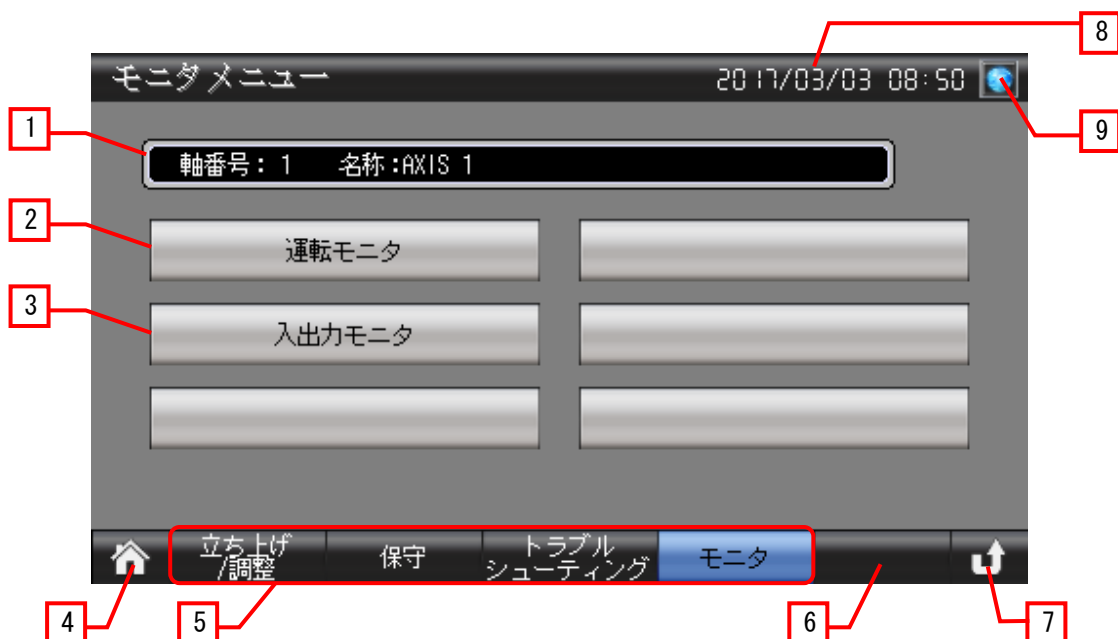 8
モニタメニュー 2017/03/03 08:50
9
1
軸番号: 1 名称:AXIS 1
2
運転モニタ
3
入出力モニタ
立ち上げ
/調整
保守
トラブル
シューティング
モニタ
4
5
6
7